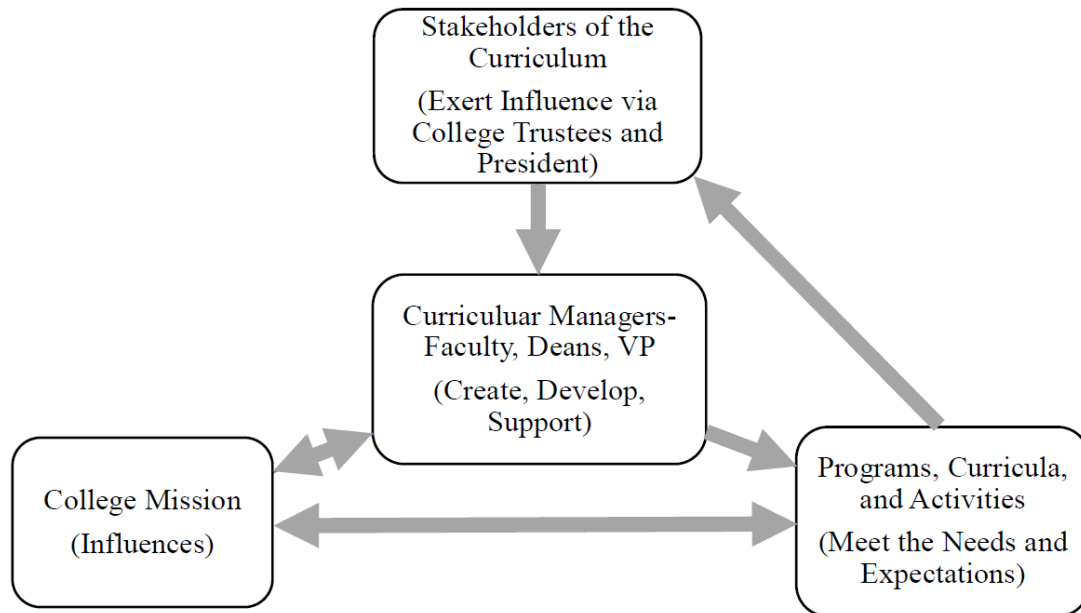 Stakeholders of the
Curriculum
(Exert Influence via
College Trustees and
President)
Curriculuar Managers-
Faculty, Deans, VP
(Create, Develop,
Support)
College Mission
(Influences)
Programs, Curricula,
and Activities
(Meet the Needs and
Expectations)